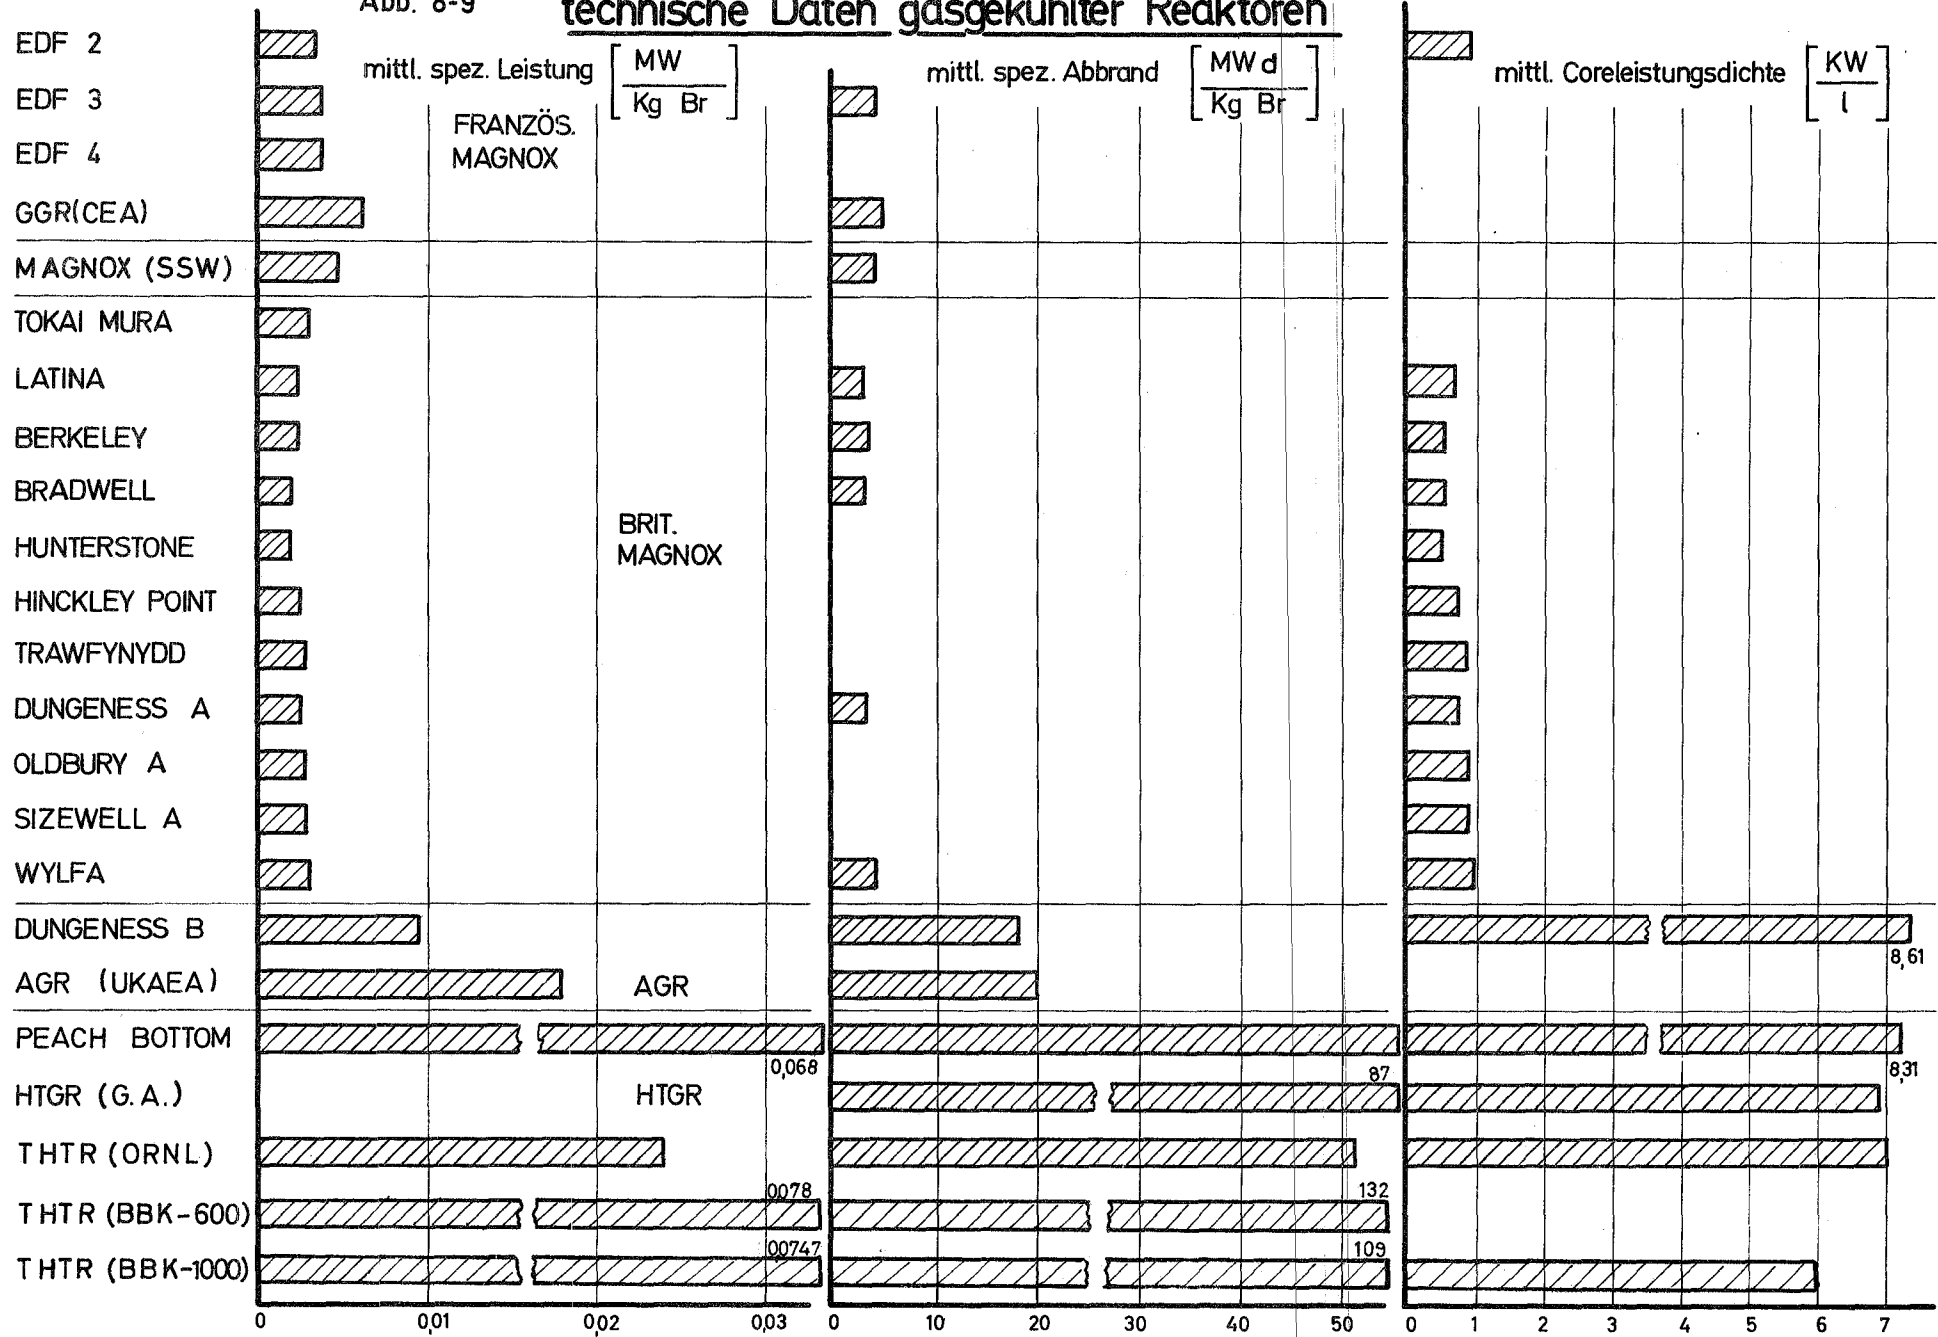 Abb. 8-9
technische Daten gasgekühlter Reaktoren
mittl. spez. Leistung [MW / Kg Br]
mittl. spez. Abbrand [MWd / Kg Br]
mittl. Coreleistungsdichte [KW / l]
EDF 2
EDF 3
EDF 4
GGR(CEA)
FRANZÖS.
MAGNOX
MAGNOX (SSW)
TOKAI MURA
LATINA
BERKELEY
BRADWELL
HUNTERSTONE
HINCKLEY POINT
TRAWFYNYDD
DUNGENESS A
OLDBURY A
SIZEWELL A
WYLFA
BRIT.
MAGNOX
DUNGENESS B
8,61
AGR (UKAEA)
AGR
PEACH BOTTOM
0,068
87
8,31
HTGR (G.A.)
HTGR
THTR (ORNL)
0,078
132
THTR (BBK-600)
0,0747
109
THTR (BBK-1000)
0 0,01 0,02 0,03
0 10 20 30 40 50
0 1 2 3 4 5 6 7